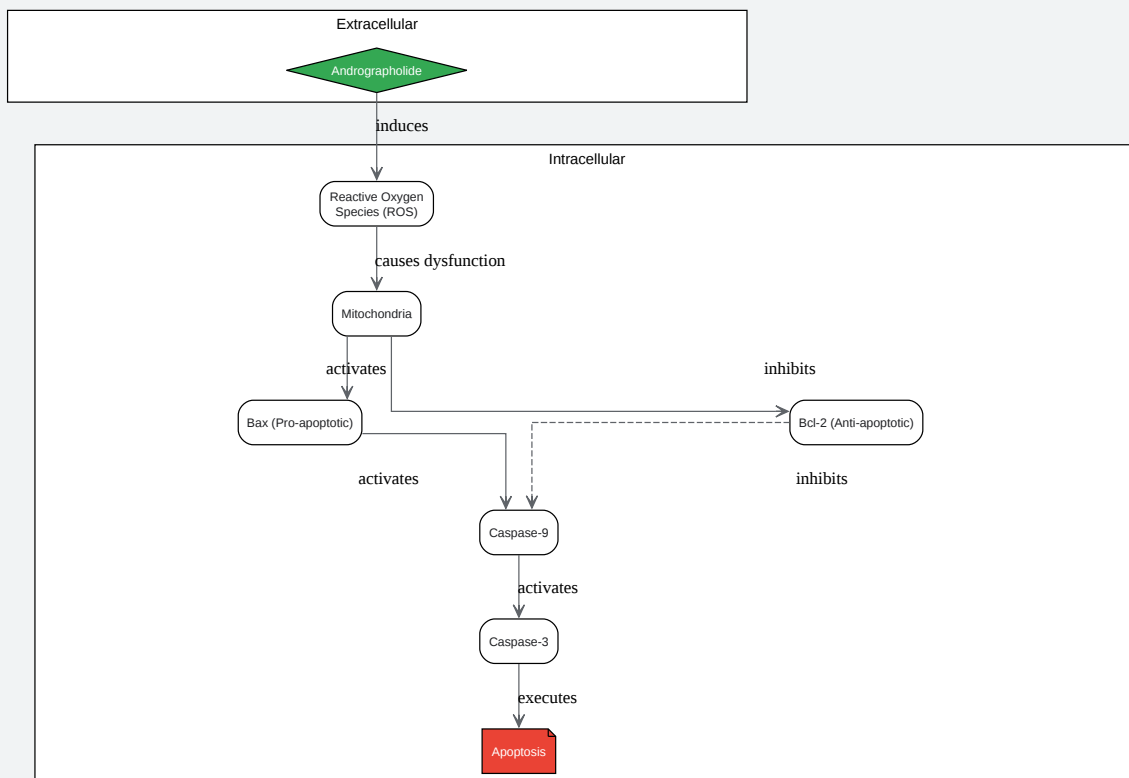 Extracellular
Andrographolide
induces
Intracellular
Reactive Oxygen
Species (ROS)
causes dysfunction
Mitochondria
activates
inhibits
Bax (Pro-apoptotic)
Bcl-2 (Anti-apoptotic)
activates
inhibits
Caspase-9
activates
Caspase-3
executes
Apoptosis